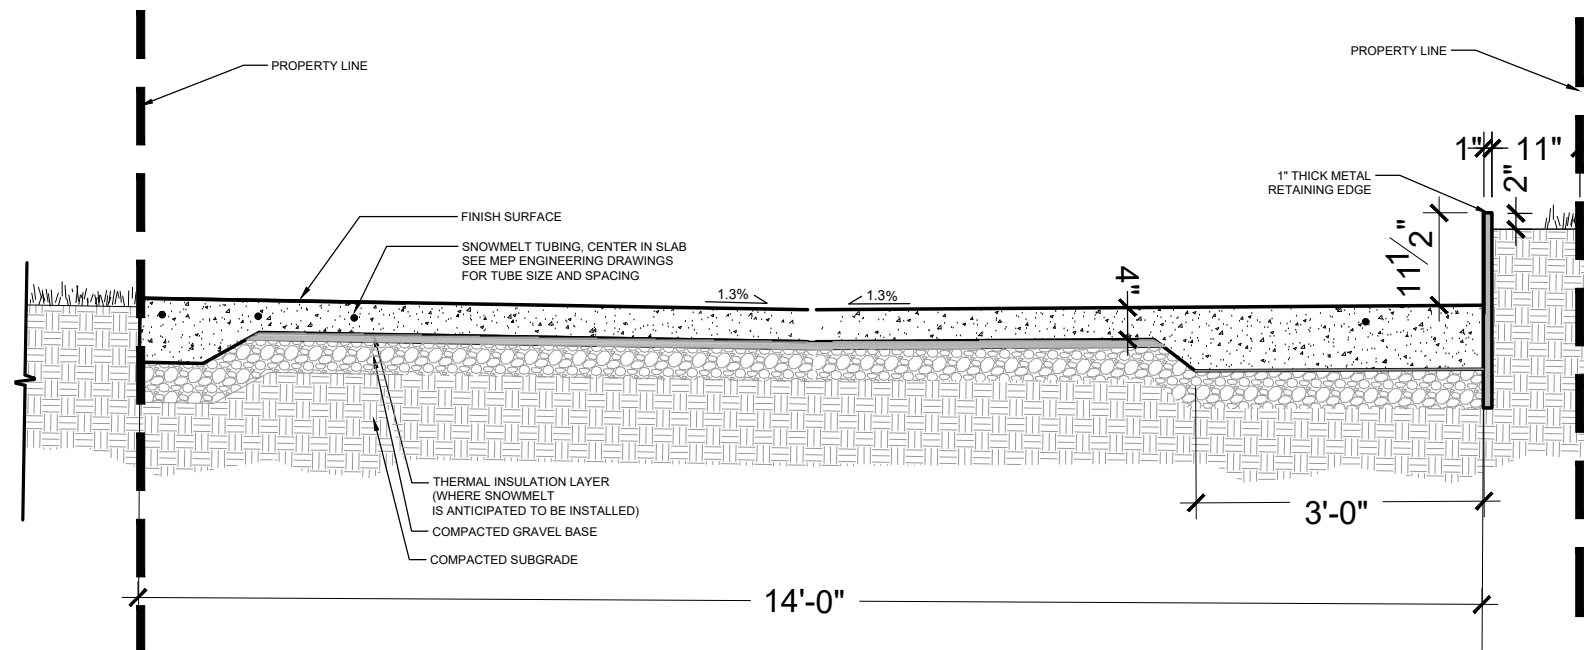 PROPERTY LINE
PROPERTY LINE
1" 11"
1" THICK METAL
RETAINING EDGE
2"
FINISH SURFACE
11 1/2"
SNOWMELT TUBING, CENTER IN SLAB
SEE MEP ENGINEERING DRAWINGS
FOR TUBE SIZE AND SPACING
4"
1.3%
1.3%
THERMAL INSULATION LAYER
(WHERE SNOWMELT
IS ANTICIPATED TO BE INSTALLED)
3'-0"
COMPACTED GRAVEL BASE
COMPACTED SUBGRADE
14'-0"